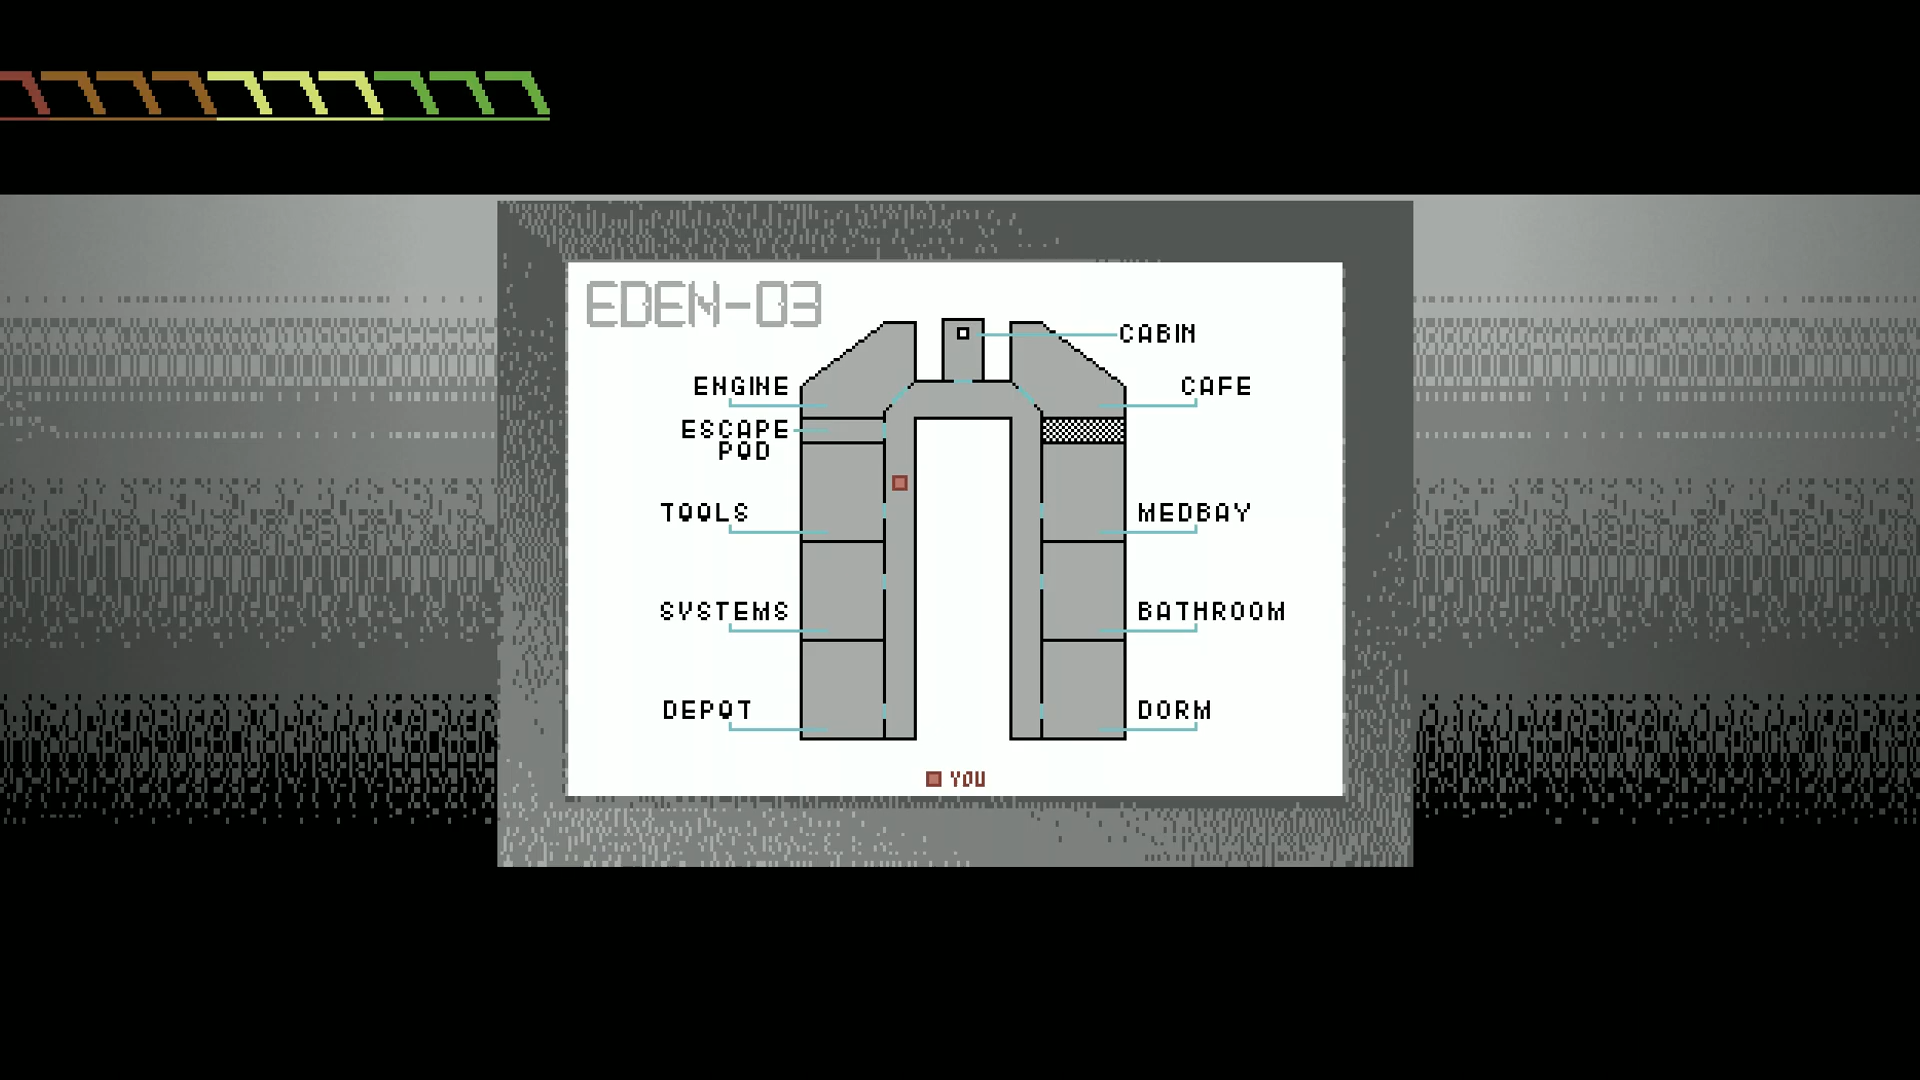 EDEN-03
CABIN
ENGINE
CAFE
ESCAPE
POD
TOOLS
MEDBAY
SYSTEMS
BATHROOM
DEPOT
DORM
YOU